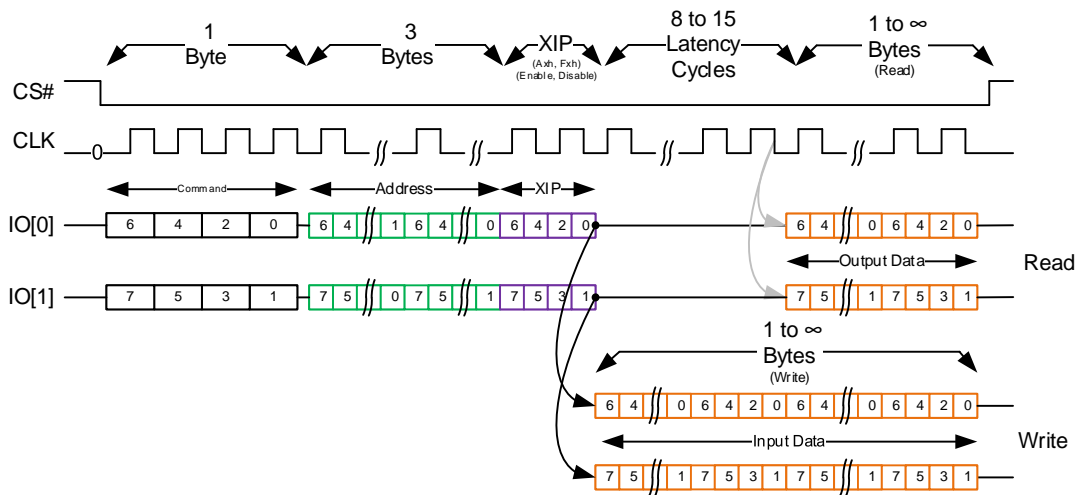 1 Byte
3 Bytes
XIP
(Axh, Fxh)
(Enable, Disable)
8 to 15 Latency Cycles
1 to ∞ Bytes
(Read)
CS#
CLK 0
Command Address XIP
IO[0] 6 4 2 0 6 4 1 6 4 0 6 4 2 0 6 4 0 6 4 2 0
Output Data
Read
IO[1] 7 5 3 1 7 5 0 7 5 1 7 5 3 1 7 5 1 7 5 3 1
1 to ∞ Bytes
(Write)
6 4 0 6 4 2 0 6 4 0 6 4 2 0
Input Data
Write
7 5 1 7 5 3 1 7 5 1 7 5 3 1